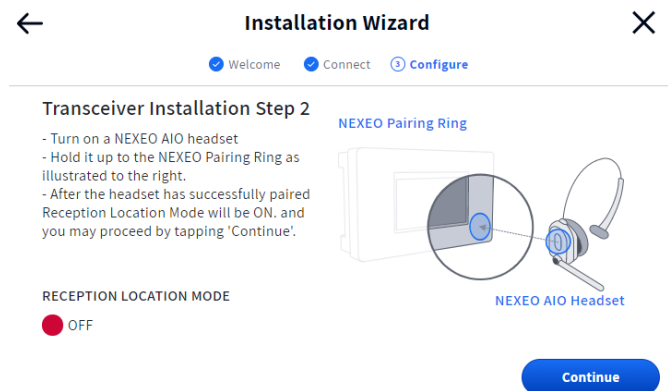 Installation Wizard
Welcome
Connect
3
Configure
Transceiver Installation Step 2
- Turn on a NEXEO AIO headset
- Hold it up to the NEXEO Pairing Ring as
illustrated to the right.
- After the headset has successfully paired
Reception Location Mode will be ON. and
you may proceed by tapping 'Continue'.
NEXEO Pairing Ring
NEXEO AIO Headset
RECEPTION LOCATION MODE
OFF
Continue